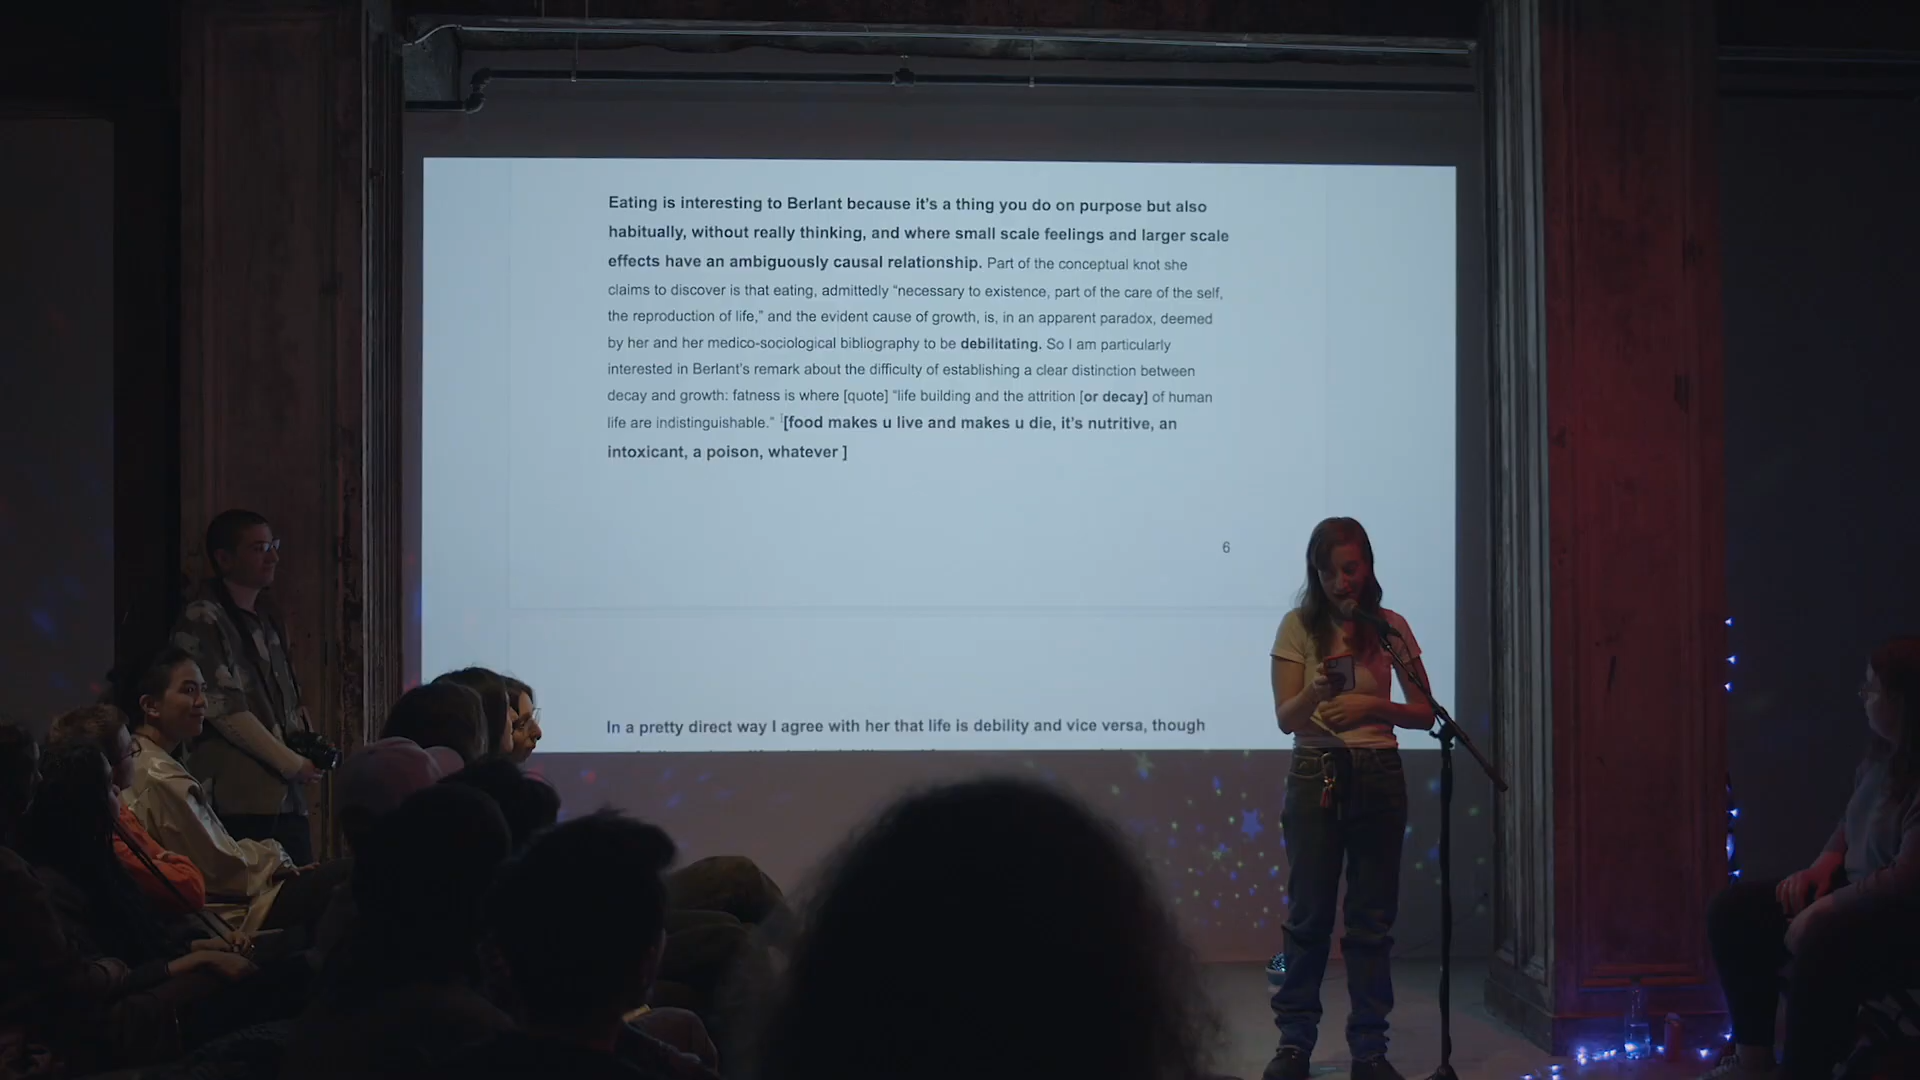 Eating is interesting to Berlant because it's a thing you do on purpose but also
habitually, without really thinking, and where small scale feelings and larger scale
effects have an ambiguously causal relationship. Part of the conceptual knot she
claims to discover is that eating, admittedly “necessary to existence, part of the care of the self,
the reproduction of life,” and the evident cause of growth, is, in an apparent paradox, deemed
by her and her medico-sociological bibliography to be debilitating. So I am particularly
interested in Berlant's remark about the difficulty of establishing a clear distinction between
decay and growth: fatness is where [quote] “life building and the attrition [or decay] of human
life are indistinguishable.” [food makes u live and makes u die, it's nutritive, an
intoxicant, a poison, whatever ]
6
In a pretty direct way I agree with her that life is debility and vice versa, though